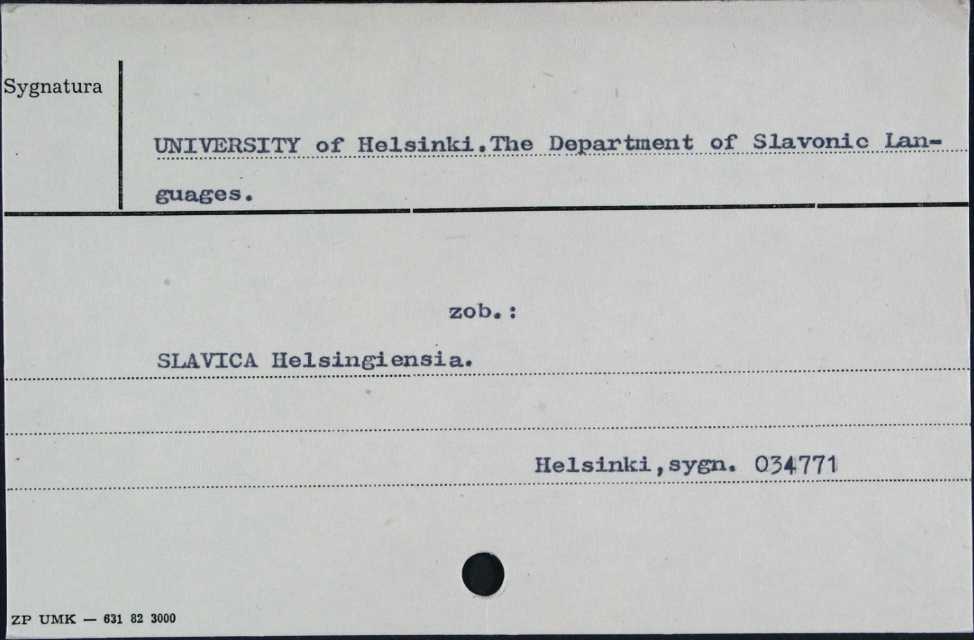 Sygnatura
UNIVERSITY of Helsinki.The Department of Slavonic Lan-
guages.
zob.:
SLAVICA Helsingiensia.
Helsinki,sygn. 034771
ZP UMK — 631 82 3000